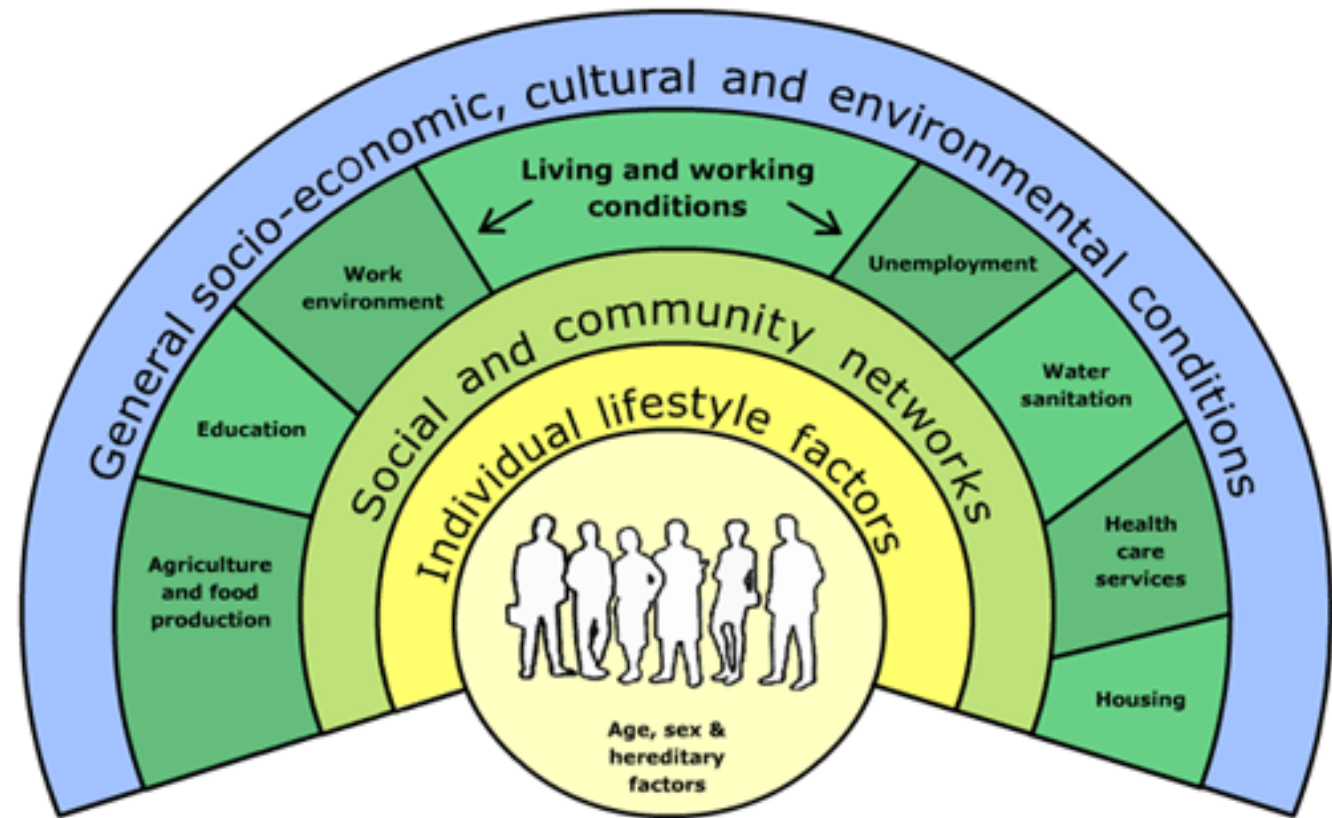 General socio-economic, cultural and environmental conditions
Living and working
conditions
Work
environment
Unemployment
Education
Water
sanitation
Agriculture
and food
production
Health
care
services
Housing
Social and community networks
Individual lifestyle factors
Age, sex &
hereditary
factors